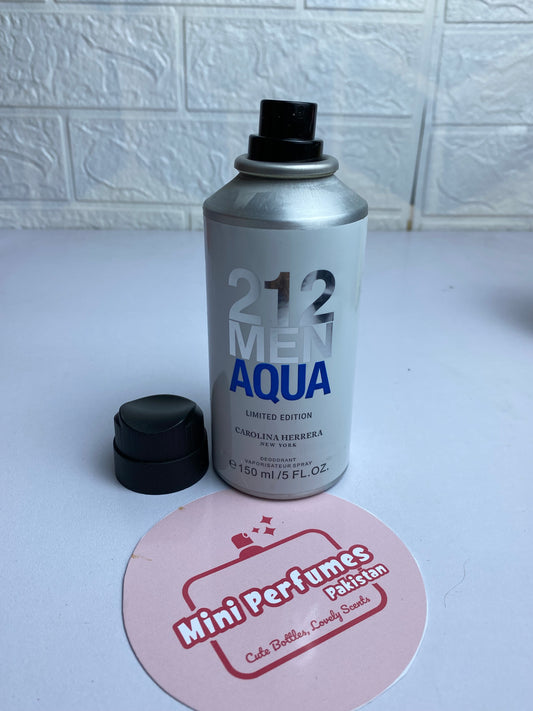 212
MEN
AQUA
LIMITED EDITION
CAROLINA HERRERA
NEW YORK
DEODORANT
VAPORISATEUR SPRAY
℮ 150 ml /5 FL.OZ.
Mini Perfumes
Pakistan
Cute Bottles, Lovely Scents